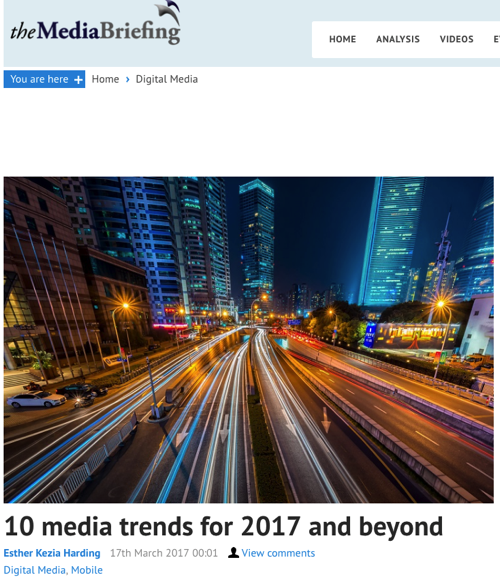 theMediaBriefing
HOME ANALYSIS VIDEOS
You are here + Home › Digital Media
10 media trends for 2017 and beyond
Esther Kezia Harding 17th March 2017 00:01 View comments
Digital Media, Mobile